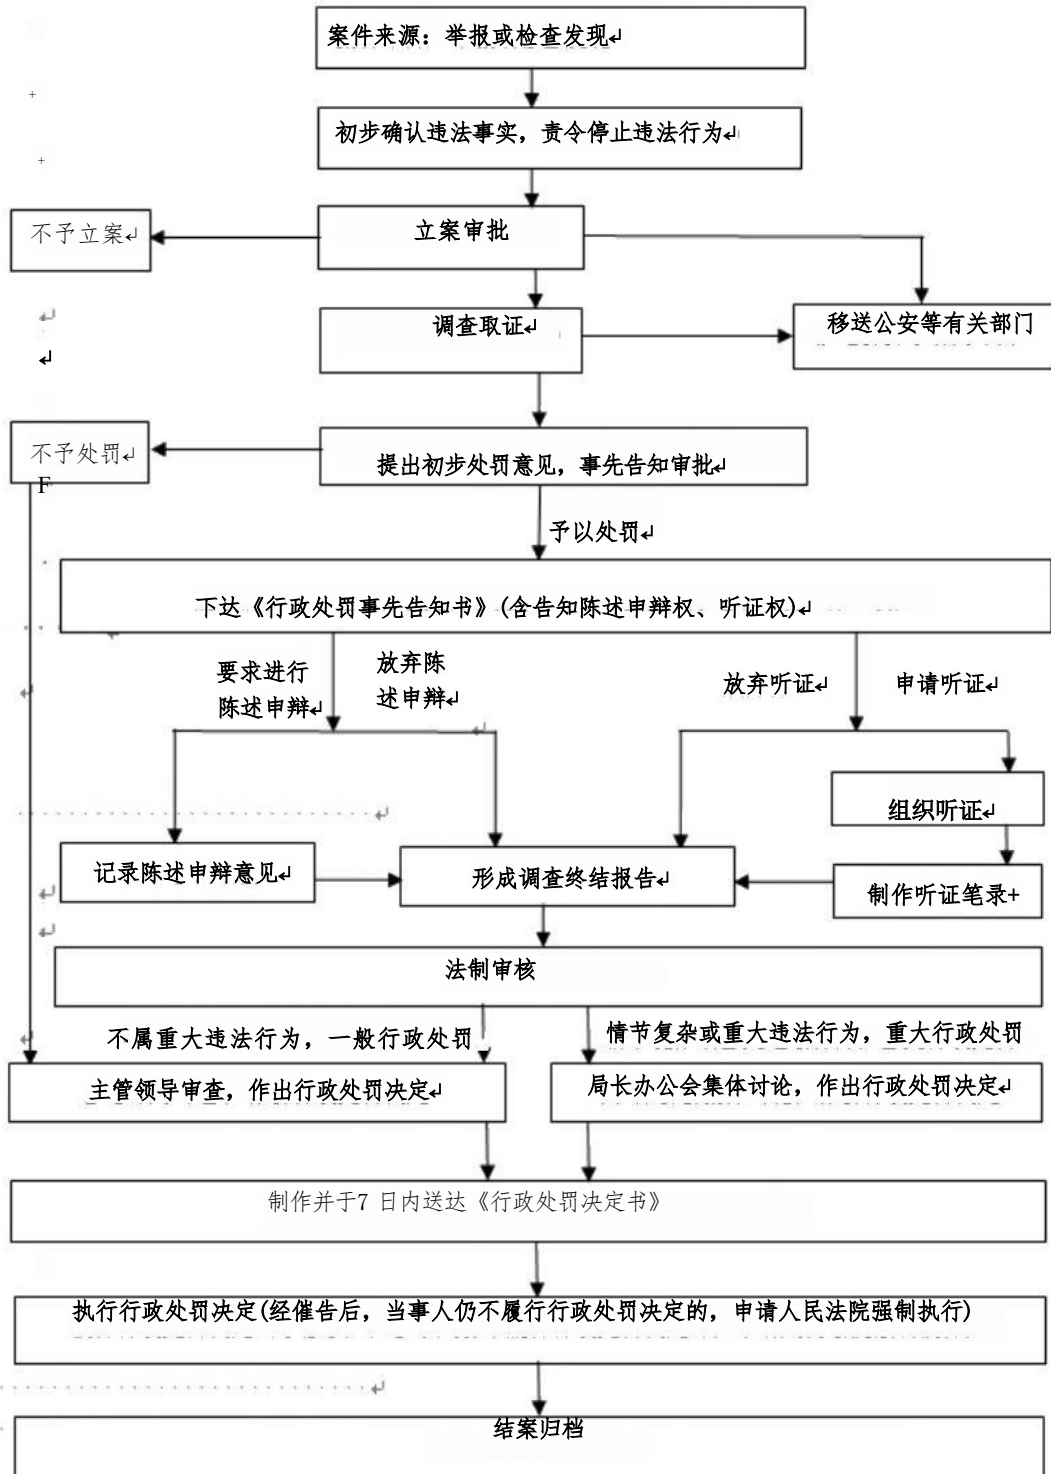 案件来源：举报或检查发现
初步确认违法事实，责令停止违法行为
不予立案
立案审批
调查取证
移送公安等有关部门
不予处罚
F
提出初步处罚意见，事先告知审批
予以处罚
下达《行政处罚事先告知书》(含告知陈述申辩权、听证权)
要求进行
陈述申辩
放弃陈
述申辩
放弃听证
申请听证
组织听证
记录陈述申辩意见
形成调查终结报告
制作听证笔录+
法制审核
不属重大违法行为，一般行政处罚
情节复杂或重大违法行为，重大行政处罚
主管领导审查，作出行政处罚决定
局长办公会集体讨论，作出行政处罚决定
制作并于7 日内送达《行政处罚决定书》
执行行政处罚决定(经催告后，当事人仍不履行行政处罚决定的，申请人民法院强制执行)
结案归档